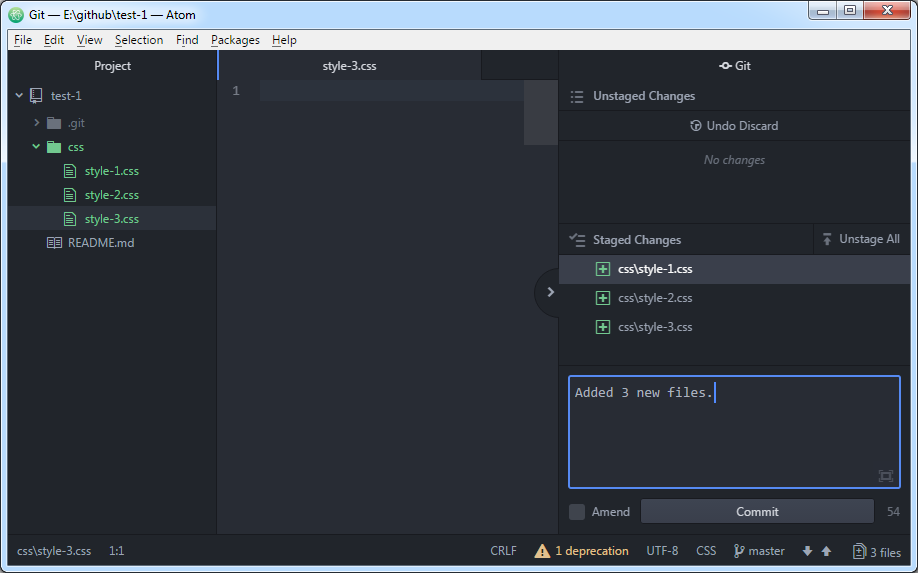 Git — E:\github\test-1 — Atom
File Edit View Selection Find Packages Help
Project
test-1
.git
css
style-1.css
style-2.css
style-3.css
README.md
style-3.css
1
Git
Unstaged Changes
Undo Discard
No changes
Staged Changes
Unstage All
css\style-1.css
css\style-2.css
css\style-3.css
Added 3 new files.
Amend
Commit
54
css\style-3.css 1:1 CRLF 1 deprecation UTF-8 CSS master 3 files